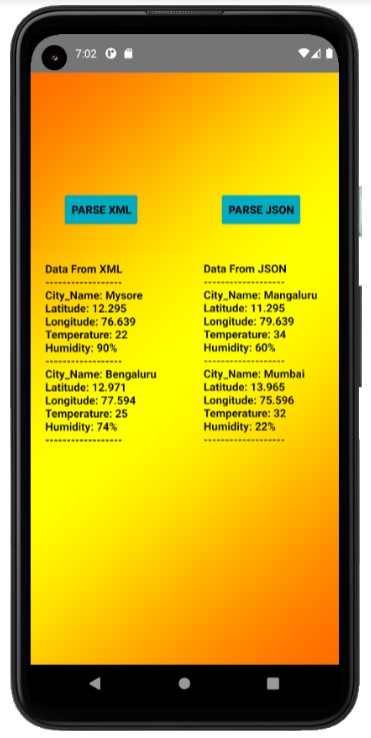 7:02
PARSE XML
PARSE JSON
Data From XML
------------------
City_Name: Mysore
Latitude: 12.295
Longitude: 76.639
Temperature: 22
Humidity: 90%
------------------
City_Name: Bengaluru
Latitude: 12.971
Longitude: 77.594
Temperature: 25
Humidity: 74%
------------------
Data From JSON
-------------------
City_Name: Mangaluru
Latitude: 11.295
Longitude: 79.639
Temperature: 34
Humidity: 60%
-------------------
City_Name: Mumbai
Latitude: 13.965
Longitude: 75.596
Temperature: 32
Humidity: 22%
-------------------